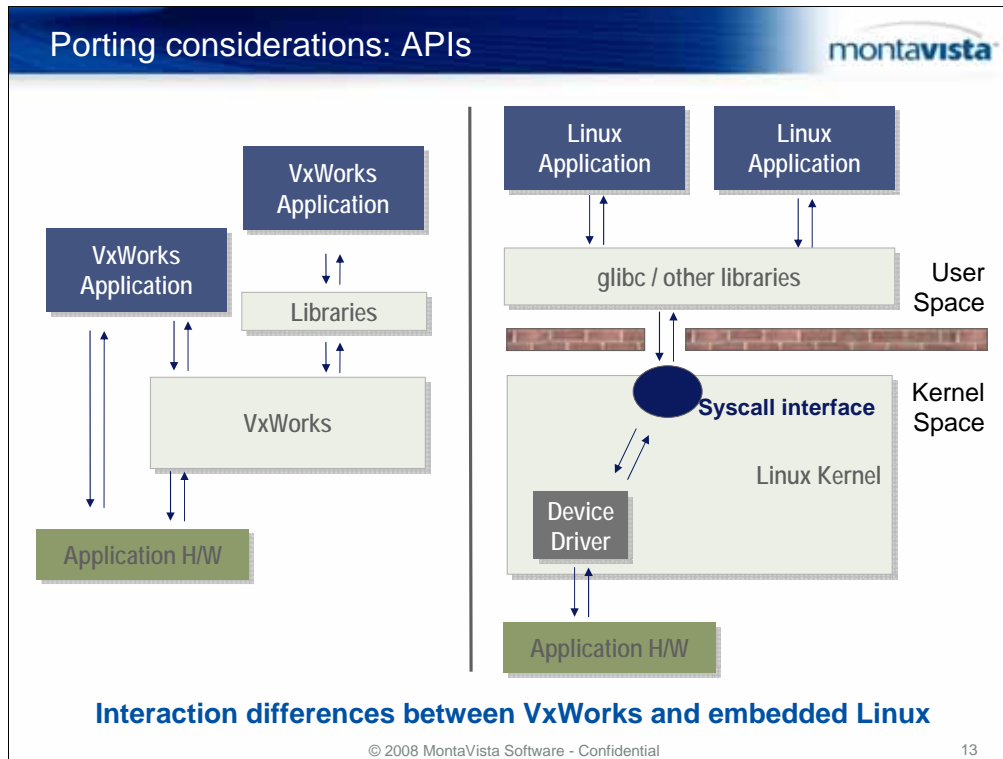 Porting considerations: APIs
montavista
VxWorks
Application
VxWorks
Application
Libraries
VxWorks
Application H/W
Linux
Application
Linux
Application
glibc / other libraries
User
Space
Syscall interface
Kernel
Space
Linux Kernel
Device
Driver
Application H/W
Interaction differences between VxWorks and embedded Linux
© 2008 MontaVista Software - Confidential
13